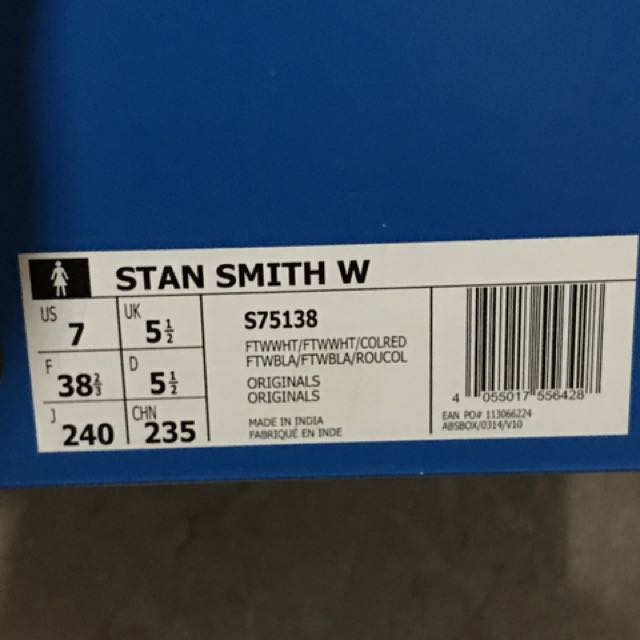 STAN SMITH W
US 7 UK 5½
F 38⅔ D 5½
J 240 CHN 235
S75138
FTWWHT/FTWWHT/COLRED
FTWBLA/FTWBLA/ROUCOL
ORIGINALS
ORIGINALS
MADE IN INDIA
FABRIQUÉ EN INDE
4 055017 556428
EAN PO# 113066224
ABSBOX/0314/V10